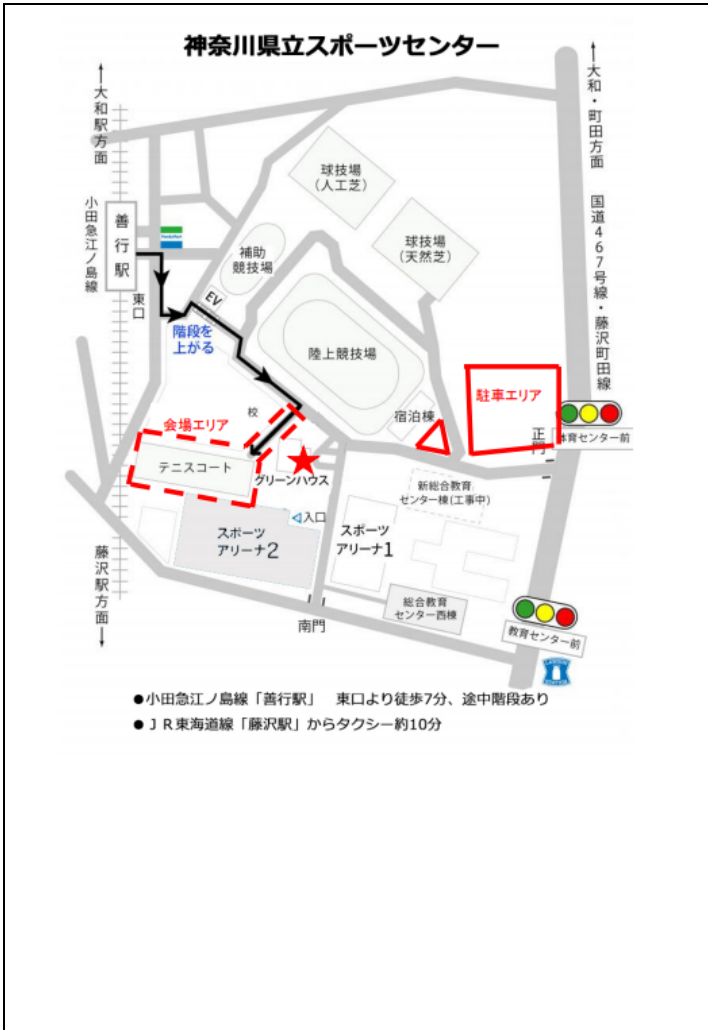 神奈川県立スポーツセンター
↑大和駅方面
↑大和・町田方面
国道467号線・藤沢町田線
小田急江ノ島線
善行駅
東口
FamilyMart
球技場
(人工芝)
球技場
(天然芝)
補助
競技場
EV
階段を
上がる
陸上競技場
宿泊棟
駐車エリア
正門
体育センター前
校
会場エリア
テニスコート
グリーンハウス
新総合教育
センター棟(工事中)
入口
スポーツ
アリーナ2
スポーツ
アリーナ1
総合教育
センター西棟
南門
教育センター前
藤沢駅方面↓
●小田急江ノ島線「善行駅」 東口より徒歩7分、途中階段あり
●JR東海道線「藤沢駅」からタクシー約10分